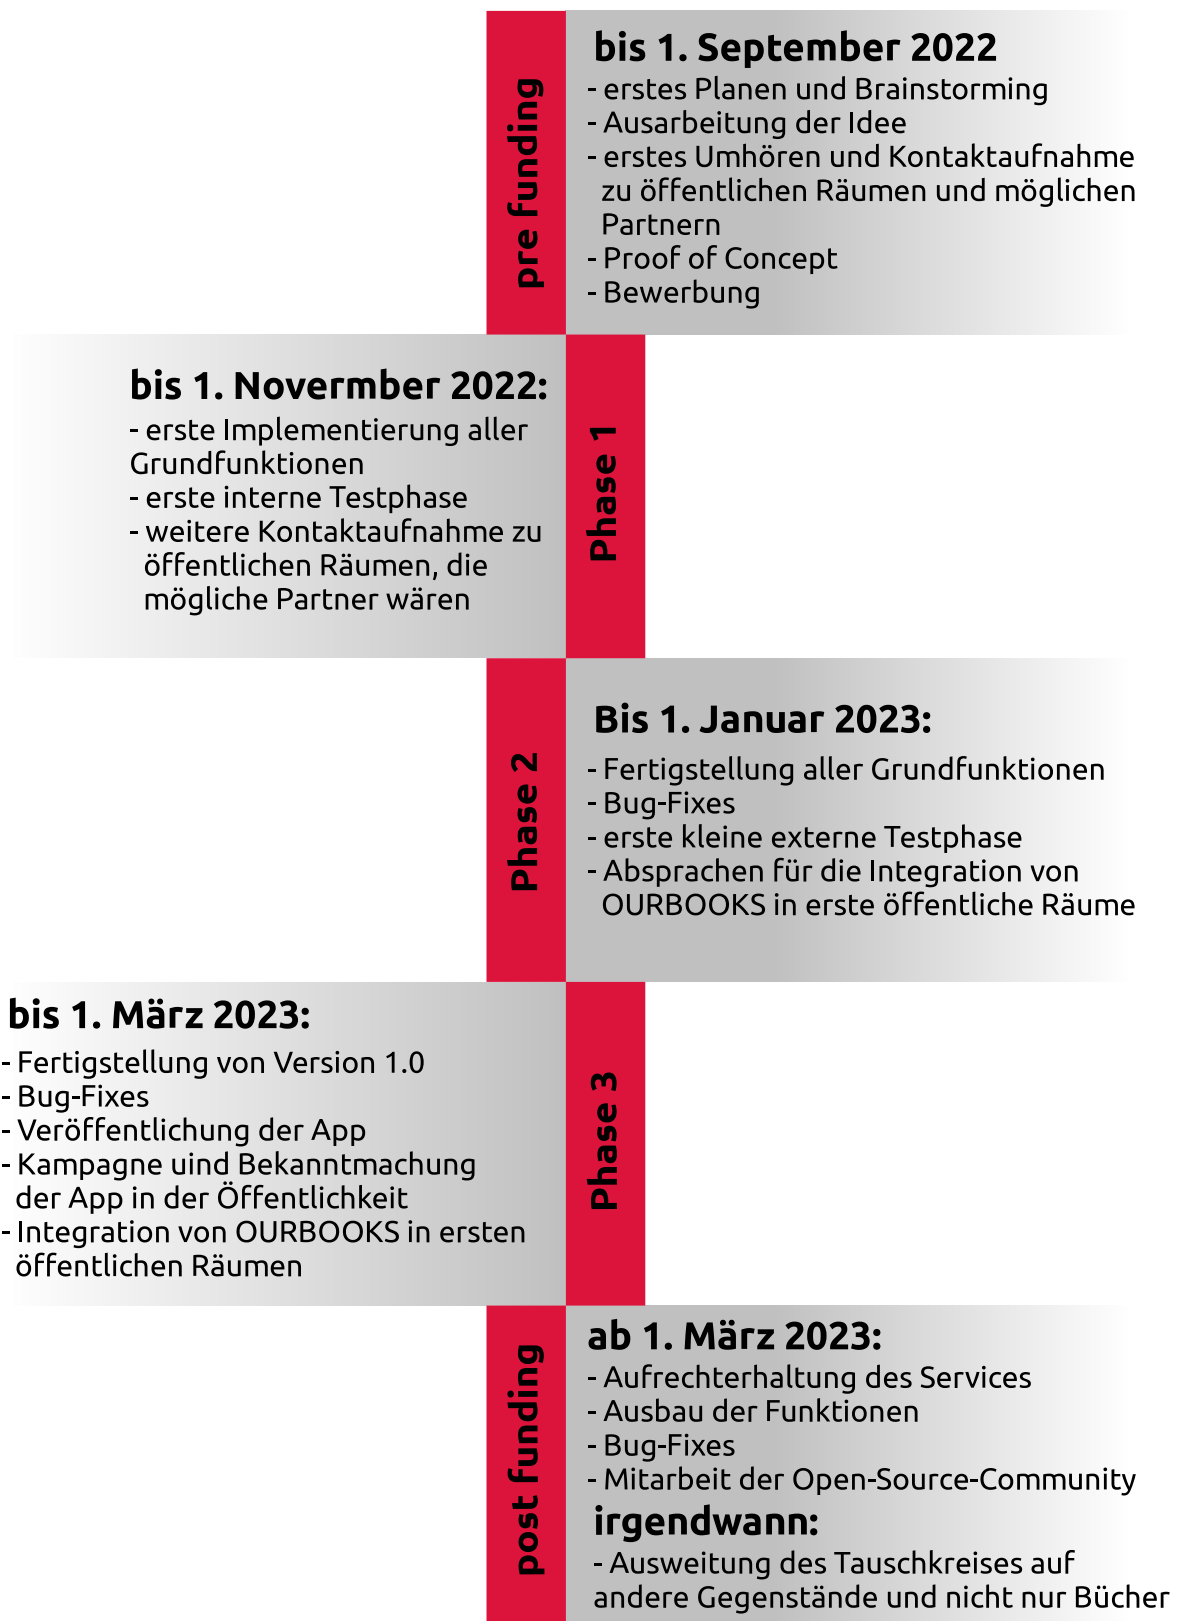 pre funding
bis 1. September 2022
- erstes Planen und Brainstorming
- Ausarbeitung der Idee
- erstes Umhören und Kontaktaufnahme
zu öffentlichen Räumen und möglichen
Partnern
- Proof of Concept
- Bewerbung
Phase 1
bis 1. Novermber 2022:
- erste Implementierung aller
Grundfunktionen
- erste interne Testphase
- weitere Kontaktaufnahme zu
öffentlichen Räumen, die
mögliche Partner wären
Phase 2
Bis 1. Januar 2023:
- Fertigstellung aller Grundfunktionen
- Bug-Fixes
- erste kleine externe Testphase
- Absprachen für die Integration von
OURBOOKS in erste öffentliche Räume
Phase 3
bis 1. März 2023:
- Fertigstellung von Version 1.0
- Bug-Fixes
- Veröffentlichung der App
- Kampagne uind Bekanntmachung
der App in der Öffentlichkeit
- Integration von OURBOOKS in ersten
öffentlichen Räumen
post funding
ab 1. März 2023:
- Aufrechterhaltung des Services
- Ausbau der Funktionen
- Bug-Fixes
- Mitarbeit der Open-Source-Community
irgendwann:
- Ausweitung des Tauschkreises auf
andere Gegenstände und nicht nur Bücher